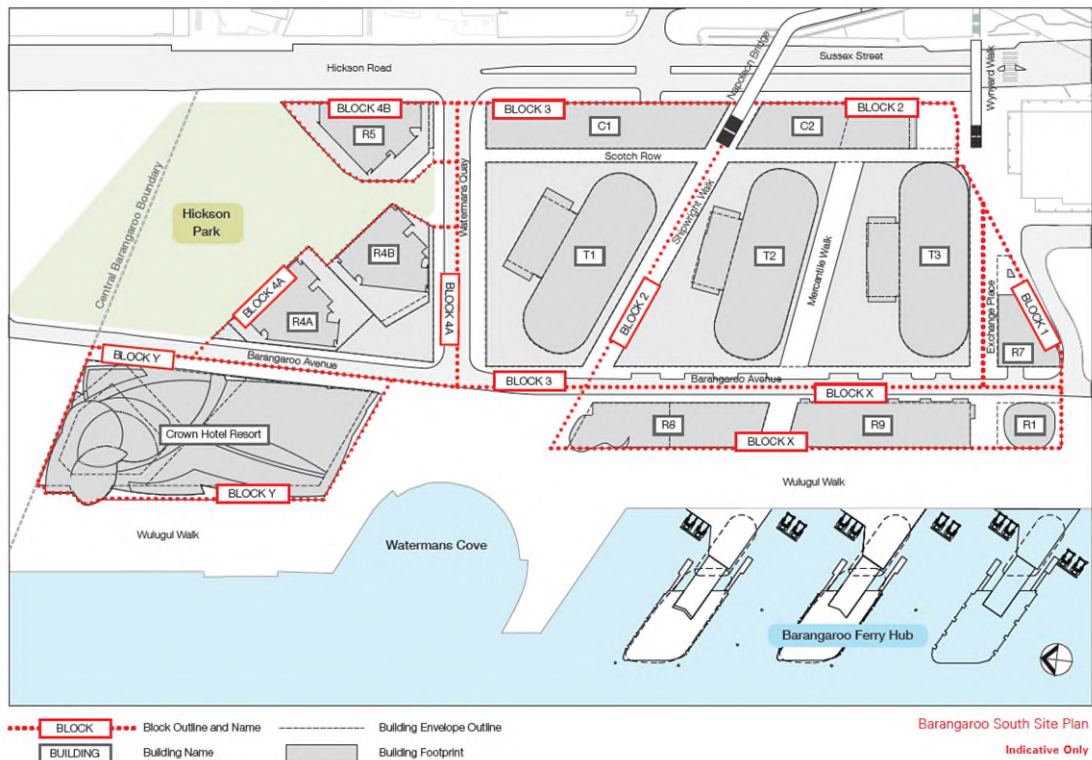 Hickson Road
Sussex Street
Napoleon Bridge
Wynyard Walk
BLOCK 4B
R5
BLOCK 3
C1
C2
BLOCK 2
Scotch Row
Watermans Quay
Central Barangaroo Boundary
Hickson
Park
R4B
BLOCK 4A
R4A
BLOCK 4A
T1
Shipwright Walk
BLOCK 2
T2
Mercantile Walk
T3
Exchange Place
BLOCK 1
R7
BLOCK Y
Barangaroo Avenue
BLOCK 3
Barangaroo Avenue
BLOCK X
Crown Hotel Resort
R8
R9
R1
BLOCK X
BLOCK Y
Wulugul Walk
Wulugul Walk
Watermans Cove
Barangaroo Ferry Hub
BLOCK
Block Outline and Name
Building Envelope Outline
BUILDING
Building Name
Building Footprint
Barangaroo South Site Plan
Indicative Only